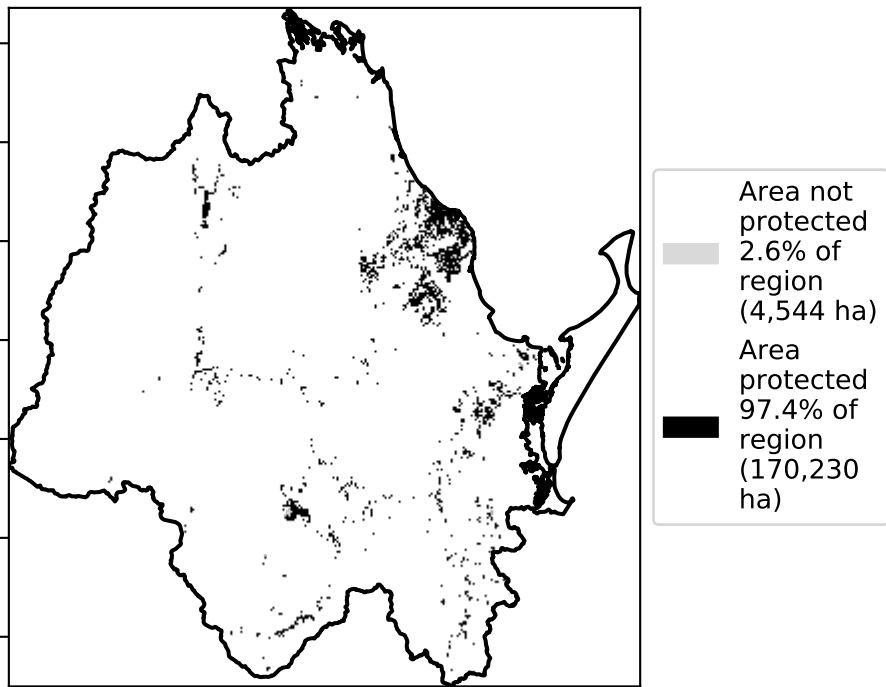 Area not
protected
2.6% of
region
(4,544 ha)
Area
protected
97.4% of
region
(170,230
ha)